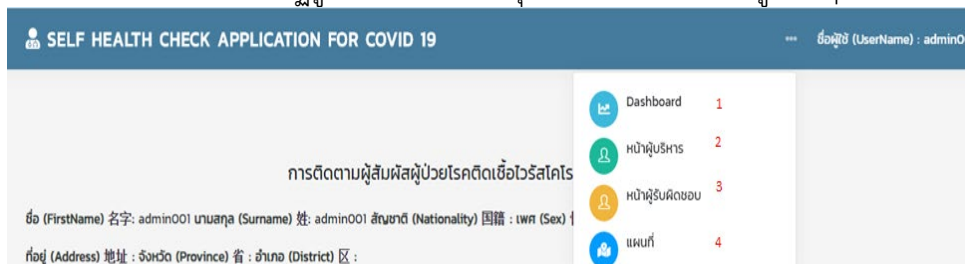 SELF HEALTH CHECK APPLICATION FOR COVID 19
ชื่อผู้ใช้ (UserName) : admin0
Dashboard 1
หน้าผู้บริหาร 2
หน้าผู้รับผิดชอบ 3
แผนที่ 4
การติดตามผู้สัมผัสผู้ป่วยโรคติดเชื้อไวรัสโคโร
ชื่อ (FirstName) 名字: admin001 นามสกุล (Surname) 姓: admin001 สัญชาติ (Nationality) 国籍 : เพศ (Sex)
ที่อยู่ (Address) 地址 : จังหวัด (Province) 省 : อำเภอ (District) 区 :